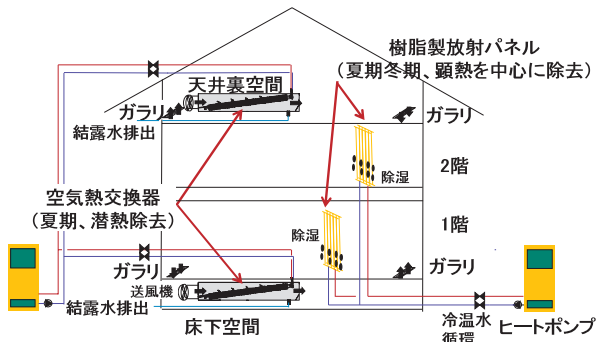 樹脂製放射パネル
(夏期冬期、顕熱を中心に除去)
天井裏空間
ガラリ
ガラリ
結露水排出
2階
除湿
空気熱交換器
(夏期、潜熱除去)
1階
除湿
ガラリ
ガラリ
送風機
結露水排出
床下空間
冷温水
循環
ヒートポンプ